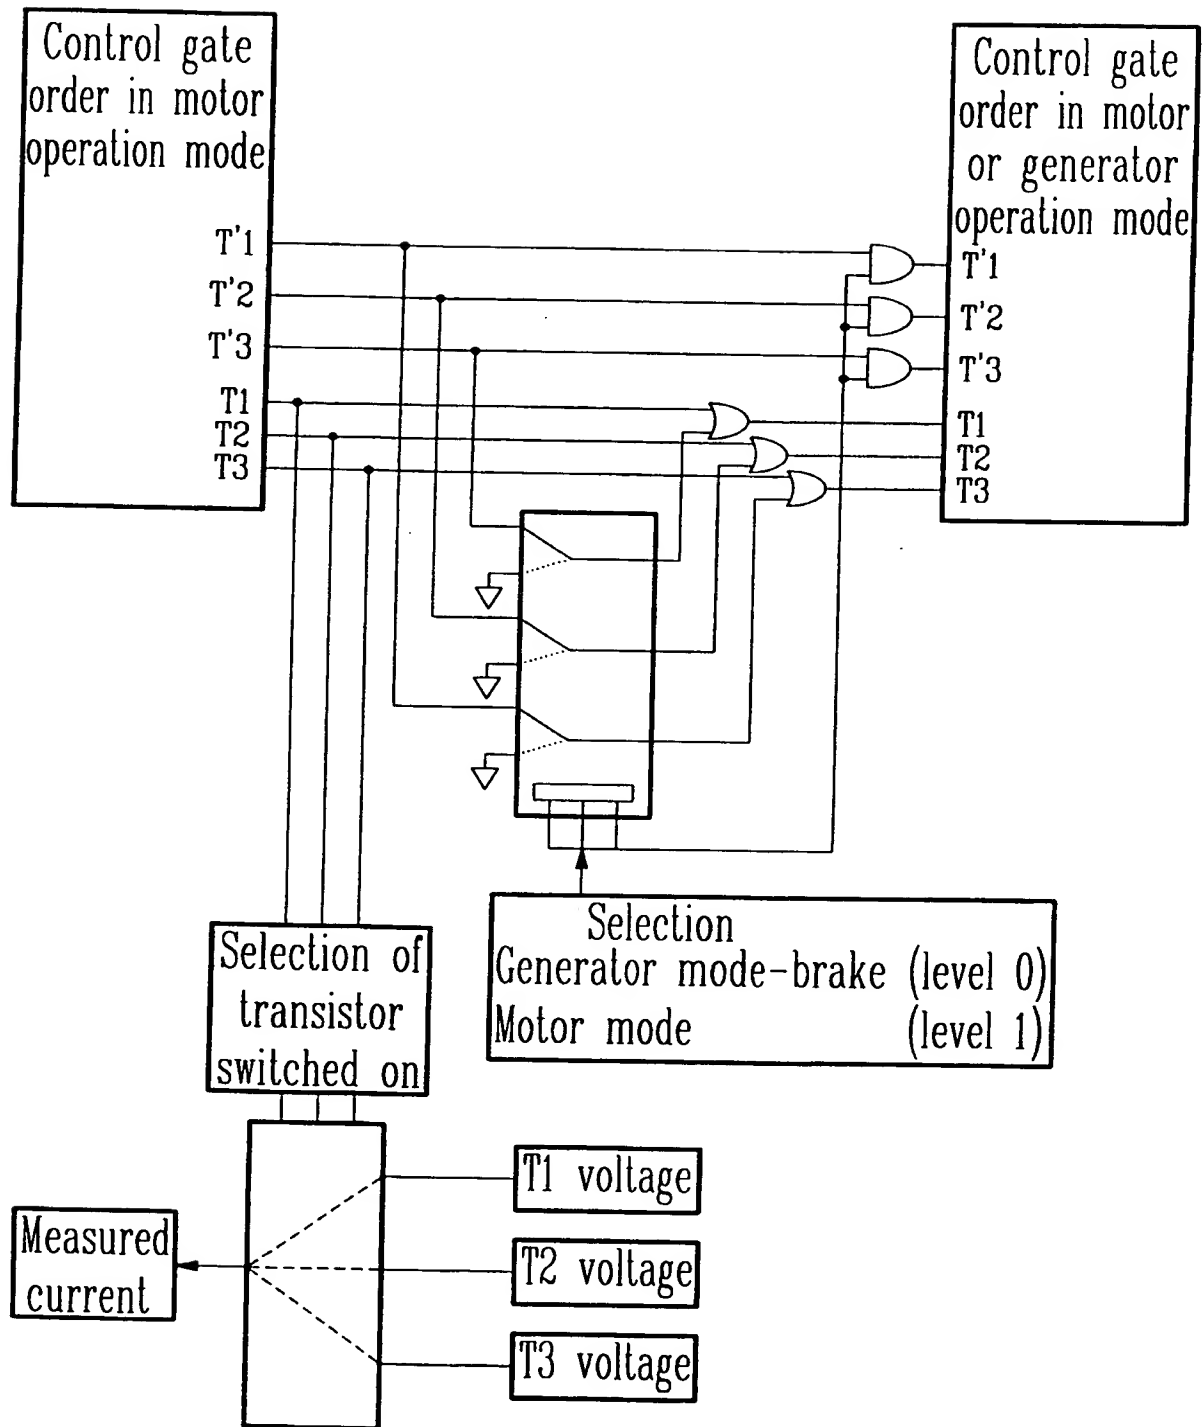 Control gate
order in motor
operation mode
T'1
T'2
T'3
T1
T2
T3
Control gate
order in motor
or generator
operation mode
T'1
T'2
T'3
T1
T2
T3
Selection
Generator mode-brake (level 0)
Motor mode (level 1)
Selection of
transistor
switched on
T1 voltage
T2 voltage
T3 voltage
Measured
current